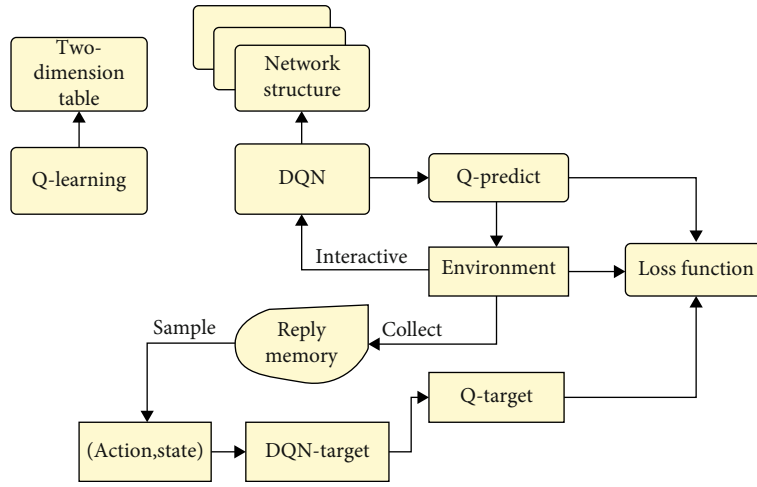 Two-
dimension
table
Network
structure
Q-learning
DQN
Q-predict
Interactive
Environment
Loss function
Sample
Reply
memory
Collect
Q-target
(Action,state)
DQN-target